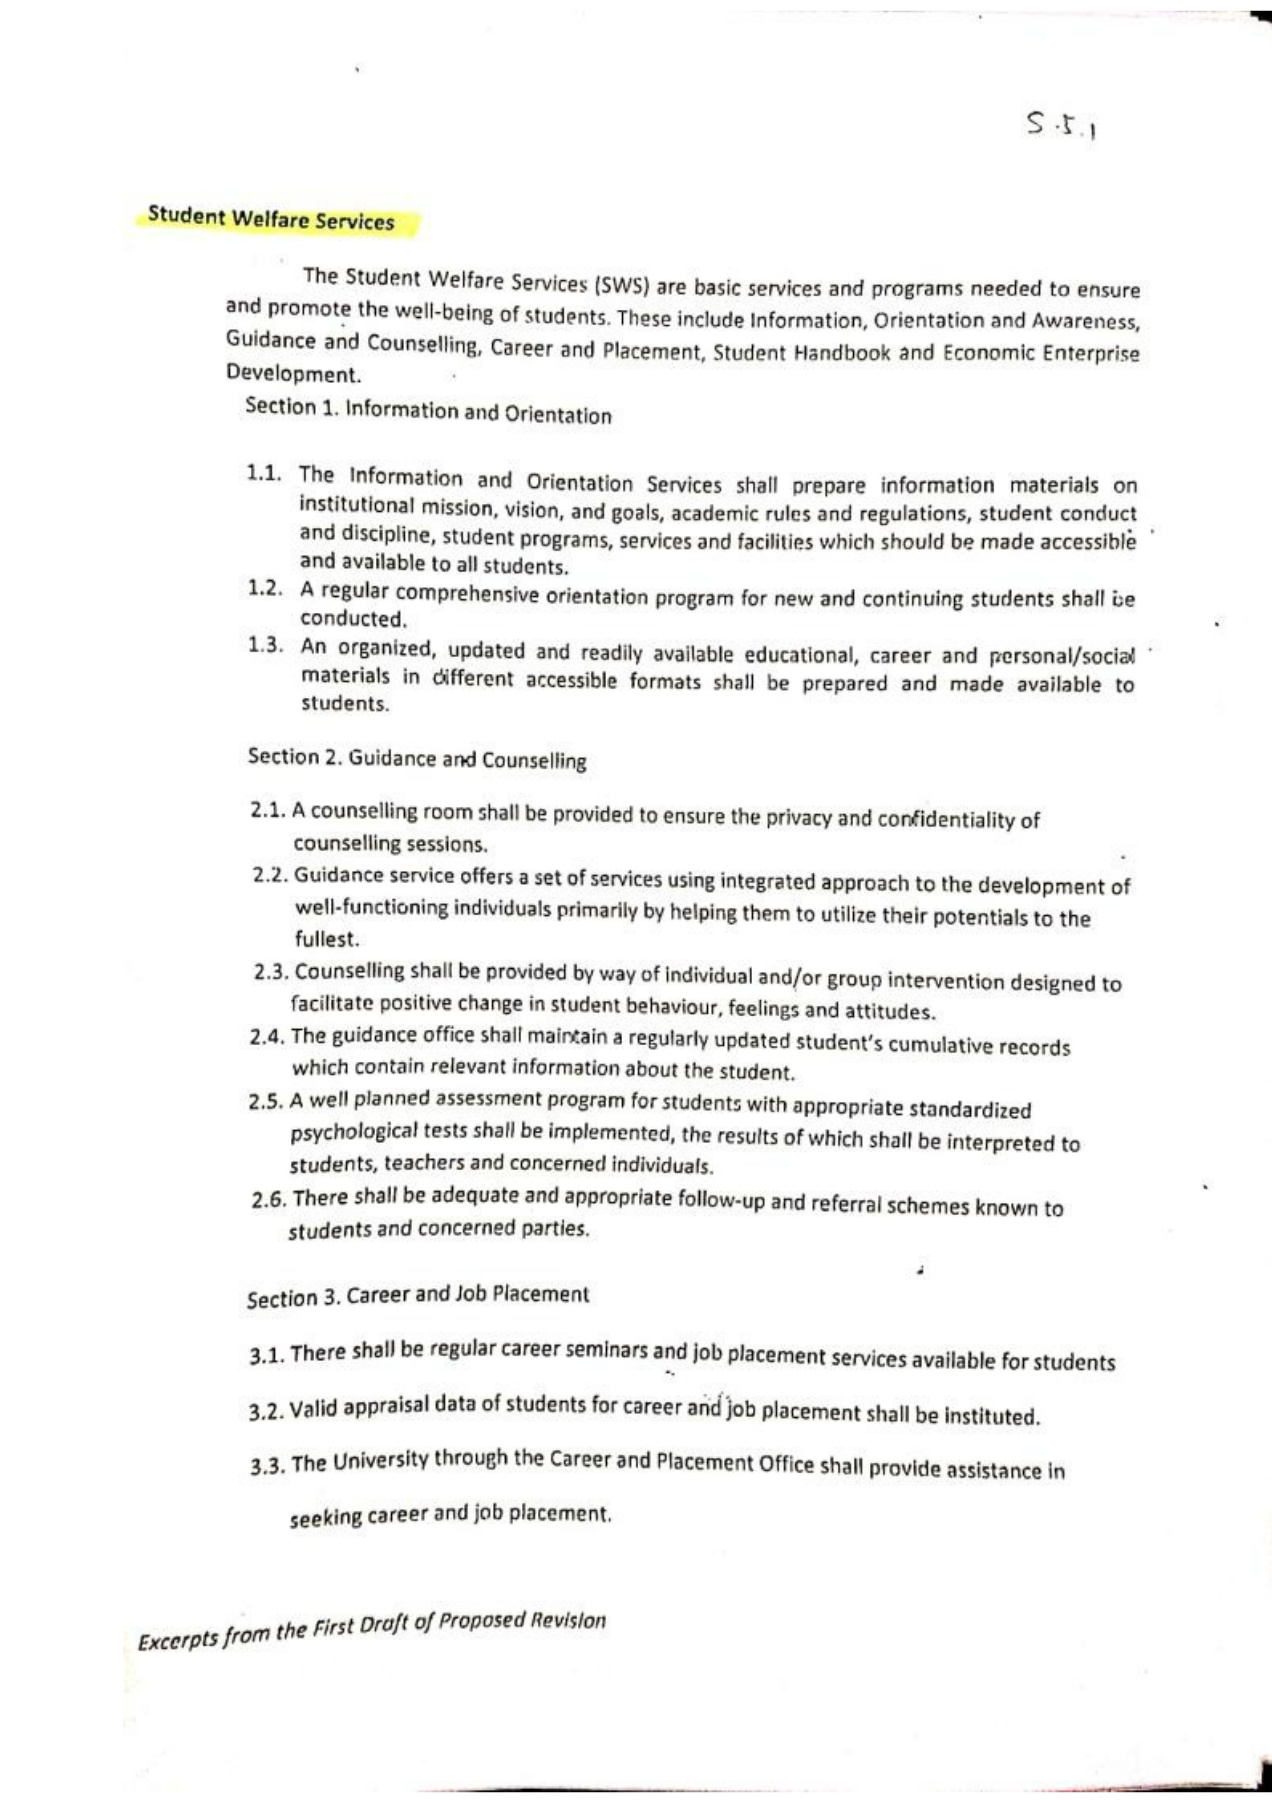 S.5.1
Student Welfare Services
The Student Welfare Services (SWS) are basic services and programs needed to ensure
and promote the well-being of students. These include Information, Orientation and Awareness,
Guidance and Counselling, Career and Placement, Student Handbook and Economic Enterprise
Development.
Section 1. Information and Orientation
1.1. The Information and Orientation Services shall prepare information materials on
institutional mission, vision, and goals, academic rules and regulations, student conduct
and discipline, student programs, services and facilities which should be made accessible
and available to all students.
1.2. A regular comprehensive orientation program for new and continuing students shall be
conducted.
1.3. An organized, updated and readily available educational, career and personal/social
materials in different accessible formats shall be prepared and made available to
students.
Section 2. Guidance and Counselling
2.1. A counselling room shall be provided to ensure the privacy and confidentiality of
counselling sessions.
2.2. Guidance service offers a set of services using integrated approach to the development of
well-functioning individuals primarily by helping them to utilize their potentials to the
fullest.
2.3. Counselling shall be provided by way of individual and/or group intervention designed to
facilitate positive change in student behaviour, feelings and attitudes.
2.4. The guidance office shall maintain a regularly updated student's cumulative records
which contain relevant information about the student.
2.5. A well planned assessment program for students with appropriate standardized
psychological tests shall be implemented, the results of which shall be interpreted to
students, teachers and concerned individuals.
2.6. There shall be adequate and appropriate follow-up and referral schemes known to
students and concerned parties.
Section 3. Career and Job Placement
3.1. There shall be regular career seminars and job placement services available for students
3.2. Valid appraisal data of students for career and job placement shall be instituted.
3.3. The University through the Career and Placement Office shall provide assistance in
seeking career and job placement.
Excerpts from the First Draft of Proposed Revision